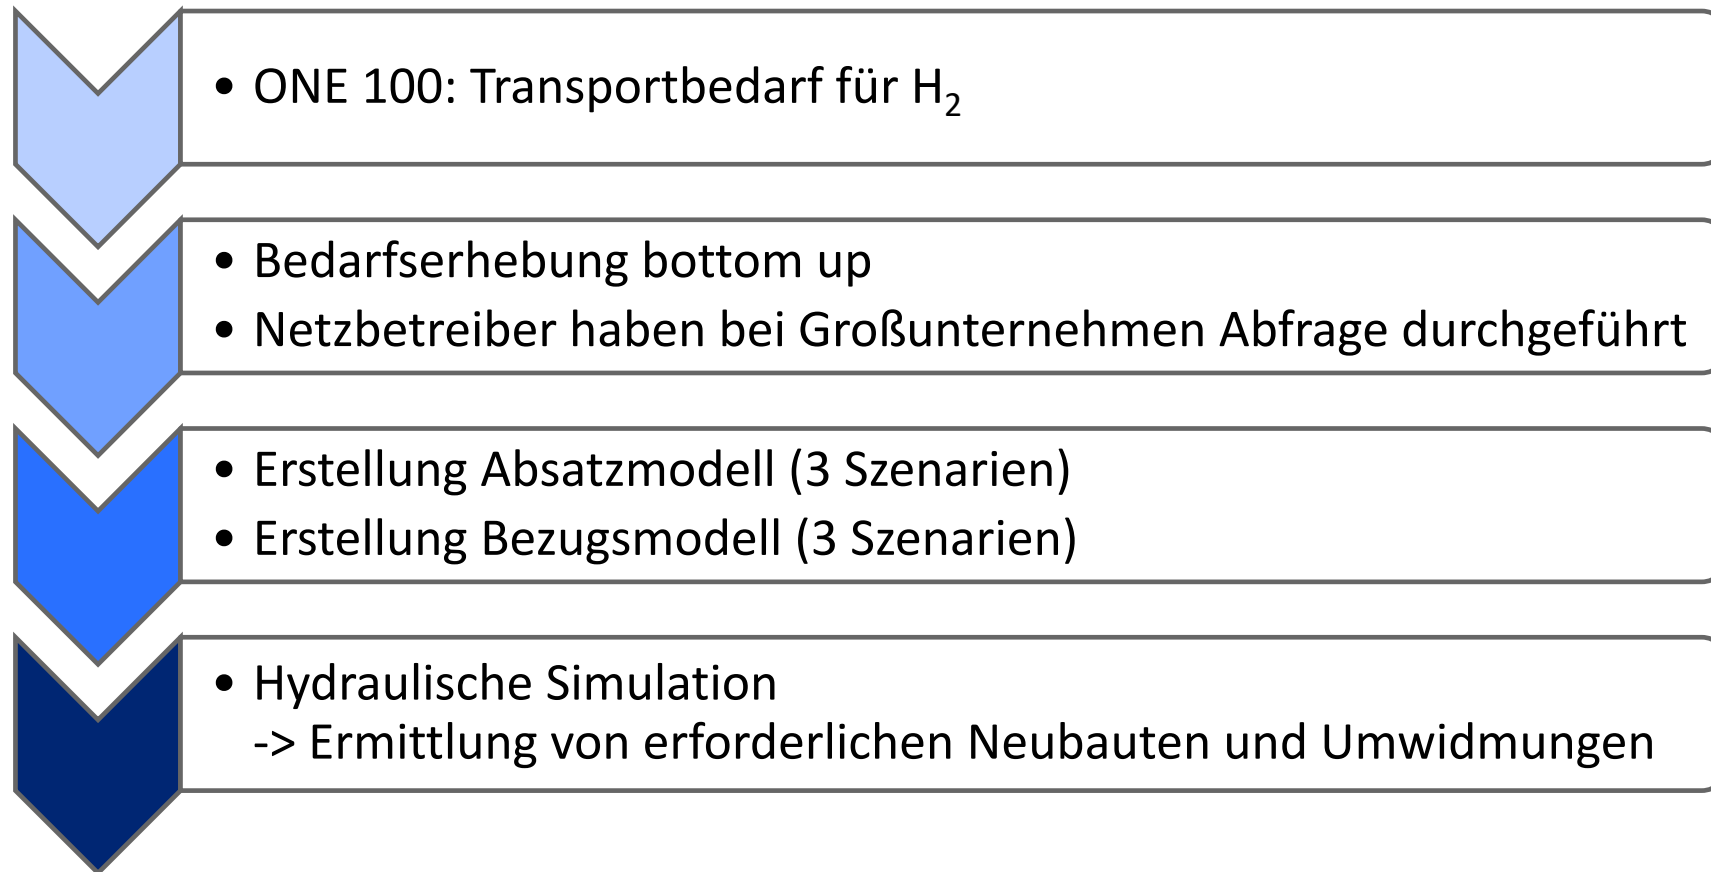 • ONE 100: Transportbedarf für H₂
• Bedarfserhebung bottom up
• Netzbetreiber haben bei Großunternehmen Abfrage durchgeführt
• Erstellung Absatzmodell (3 Szenarien)
• Erstellung Bezugsmodell (3 Szenarien)
• Hydraulische Simulation
-> Ermittlung von erforderlichen Neubauten und Umwidmungen